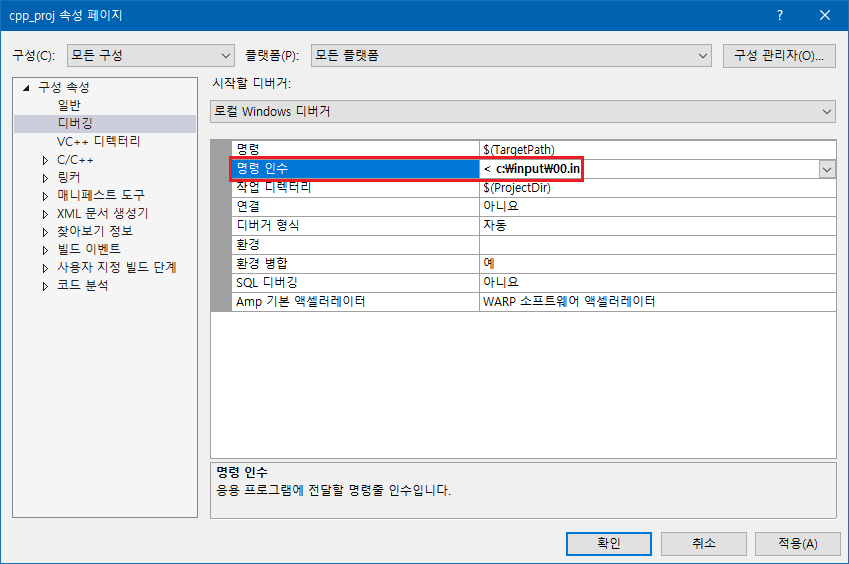 cpp_proj 속성 페이지
? ×
구성(C): 모든 구성 플랫폼(P): 모든 플랫폼 구성 관리자(O)...
구성 속성
일반
디버깅
VC++ 디렉터리
C/C++
링커
매니페스트 도구
XML 문서 생성기
찾아보기 정보
빌드 이벤트
사용자 지정 빌드 단계
코드 분석
시작할 디버거:
로컬 Windows 디버거
명령 $(TargetPath)
명령 인수 < c:₩input₩00.in
작업 디렉터리 $(ProjectDir)
연결 아니요
디버거 형식 자동
환경
환경 병합 예
SQL 디버깅 아니요
Amp 기본 액셀러레이터 WARP 소프트웨어 액셀러레이터
명령 인수
응용 프로그램에 전달할 명령줄 인수입니다.
확인 취소 적용(A)